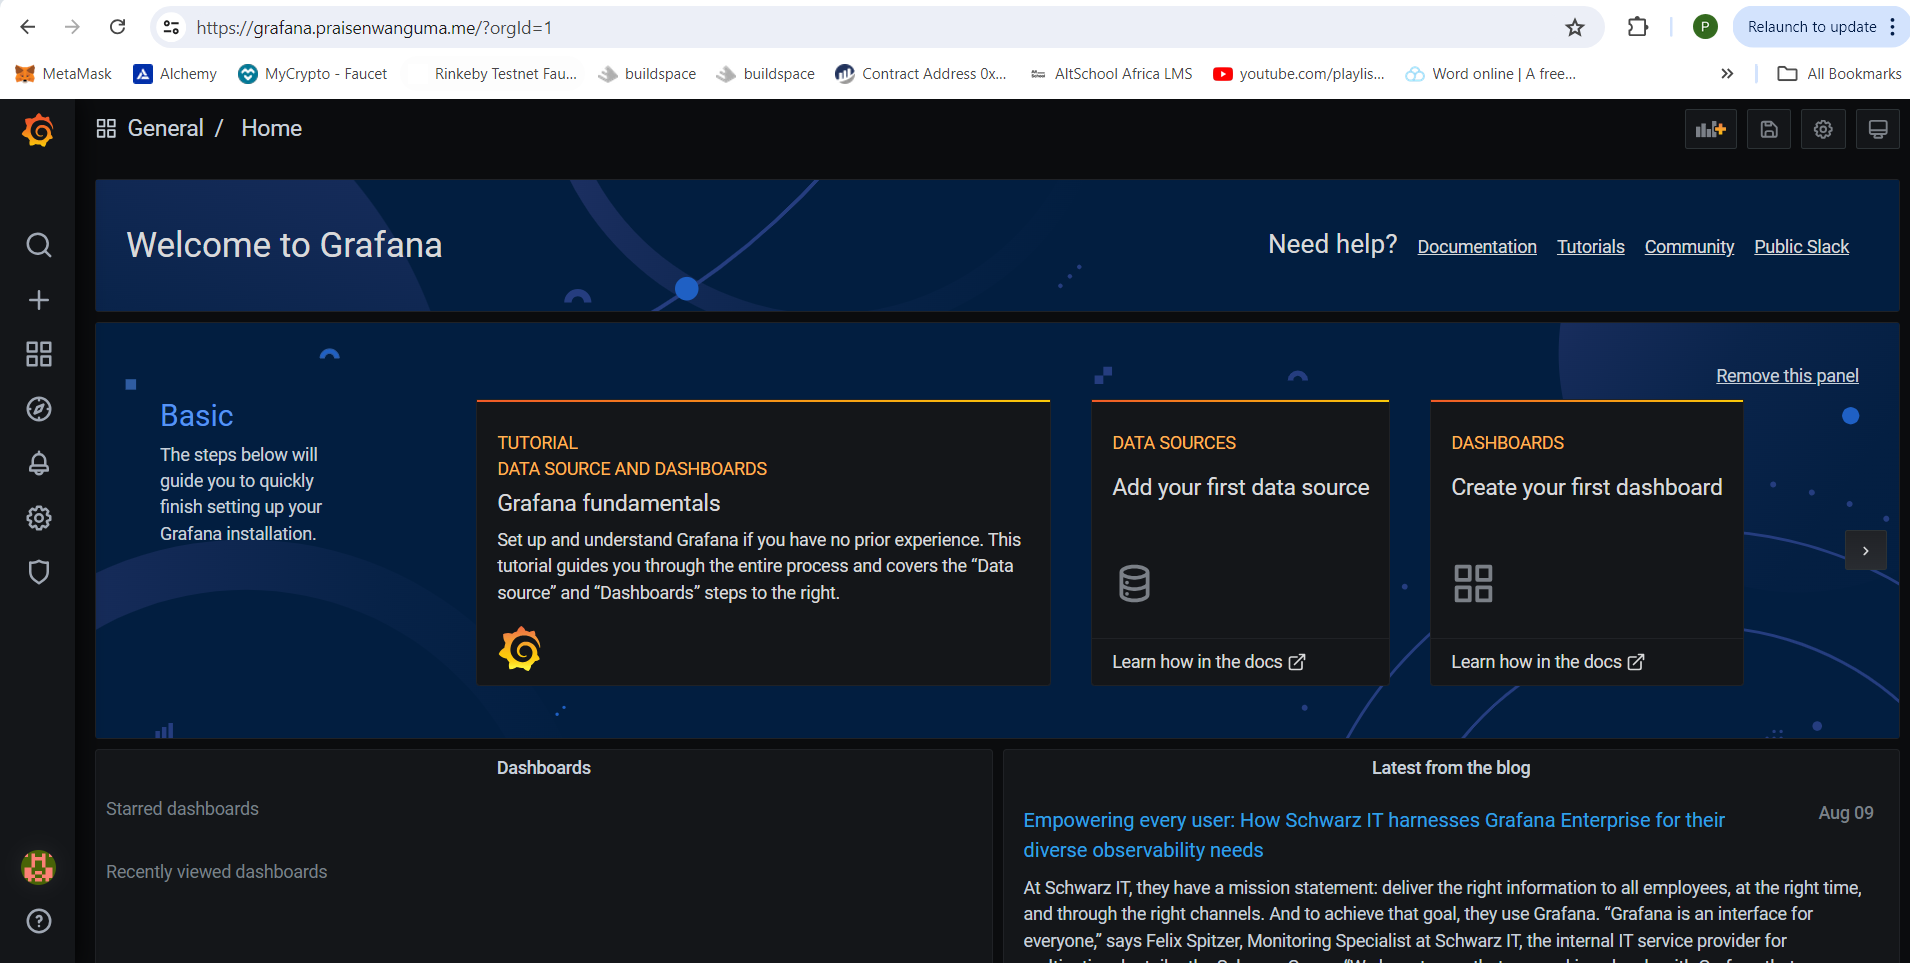 https://grafana.praisenwanguma.me/?orgId=1
P
Relaunch to update
MetaMask
Alchemy
MyCrypto - Faucet
Rinkeby Testnet Fau...
buildspace
buildspace
Contract Address 0x...
AltSchool Africa LMS
youtube.com/playlis...
Word online | A free...
All Bookmarks
General / Home
Welcome to Grafana
Need help? Documentation Tutorials Community Public Slack
Remove this panel
Basic
The steps below will
guide you to quickly
finish setting up your
Grafana installation.
TUTORIAL
DATA SOURCE AND DASHBOARDS
Grafana fundamentals
Set up and understand Grafana if you have no prior experience. This
tutorial guides you through the entire process and covers the “Data
source” and “Dashboards” steps to the right.
DATA SOURCES
Add your first data source
Learn how in the docs
DASHBOARDS
Create your first dashboard
Learn how in the docs
Dashboards
Starred dashboards
Recently viewed dashboards
Latest from the blog
Empowering every user: How Schwarz IT harnesses Grafana Enterprise for their
diverse observability needs
Aug 09
At Schwarz IT, they have a mission statement: deliver the right information to all employees, at the right time,
and through the right channels. And to achieve that goal, they use Grafana. “Grafana is an interface for
everyone,” says Felix Spitzer, Monitoring Specialist at Schwarz IT, the internal IT service provider for